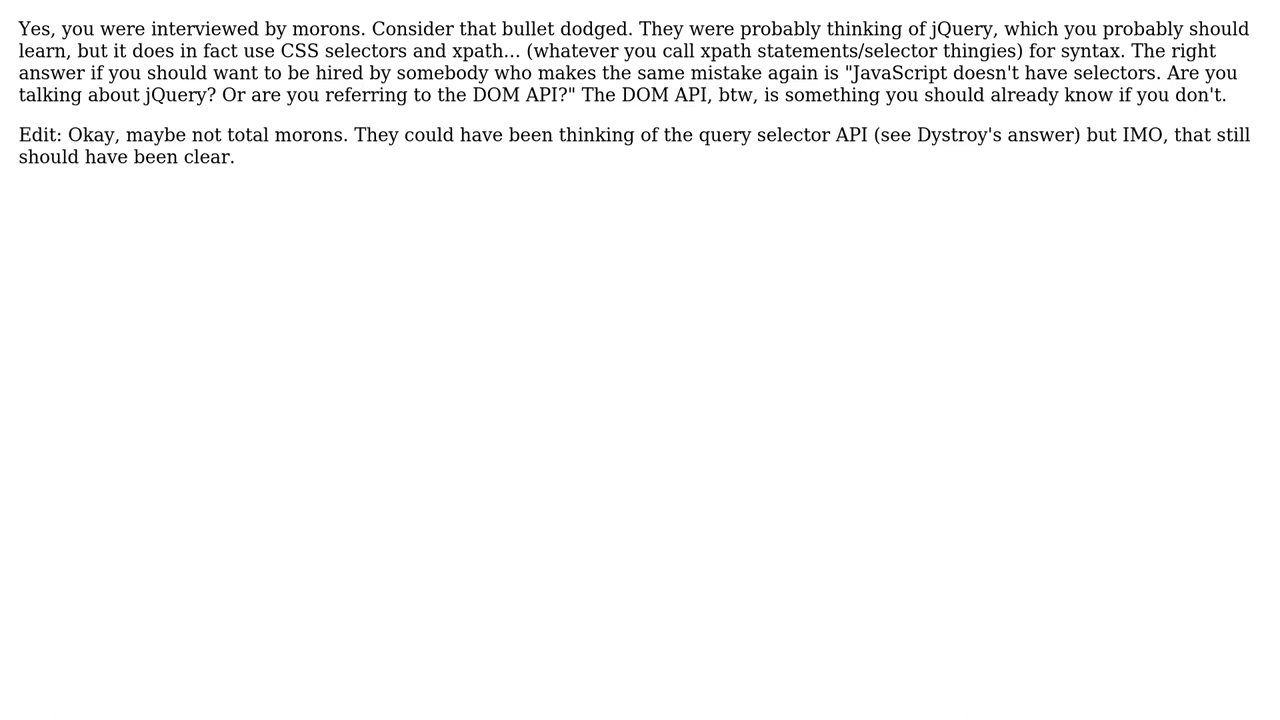 Yes, you were interviewed by morons. Consider that bullet dodged. They were probably thinking of jQuery, which you probably should
learn, but it does in fact use CSS selectors and xpath... (whatever you call xpath statements/selector thingies) for syntax. The right
answer if you should want to be hired by somebody who makes the same mistake again is "JavaScript doesn't have selectors. Are you
talking about jQuery? Or are you referring to the DOM API?" The DOM API, btw, is something you should already know if you don't.
Edit: Okay, maybe not total morons. They could have been thinking of the query selector API (see Dystroy's answer) but IMO, that still
should have been clear.